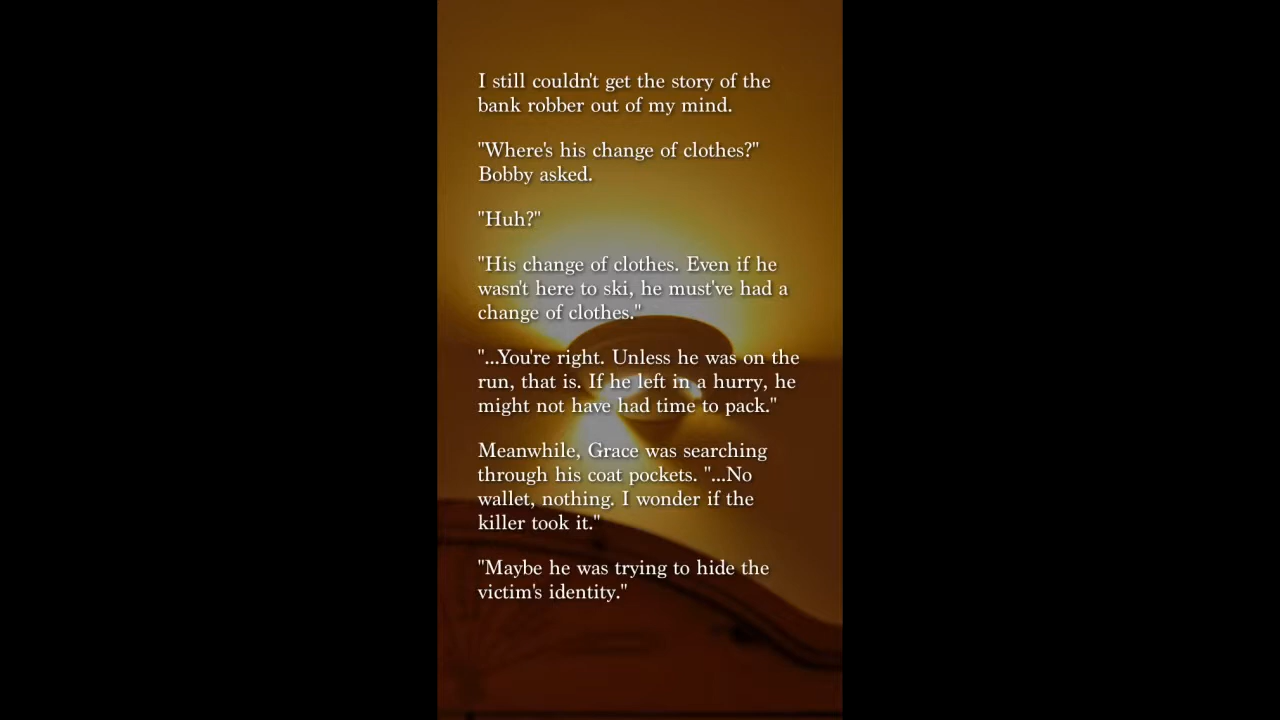 I still couldn't get the story of the
bank robber out of my mind.
"Where's his change of clothes?"
Bobby asked.
"Huh?"
"His change of clothes. Even if he
wasn't here to ski, he must've had a
change of clothes."
"...You're right. Unless he was on the
run, that is. If he left in a hurry, he
might not have had time to pack."
Meanwhile, Grace was searching
through his coat pockets. "...No
wallet, nothing. I wonder if the
killer took it."
"Maybe he was trying to hide the
victim's identity."